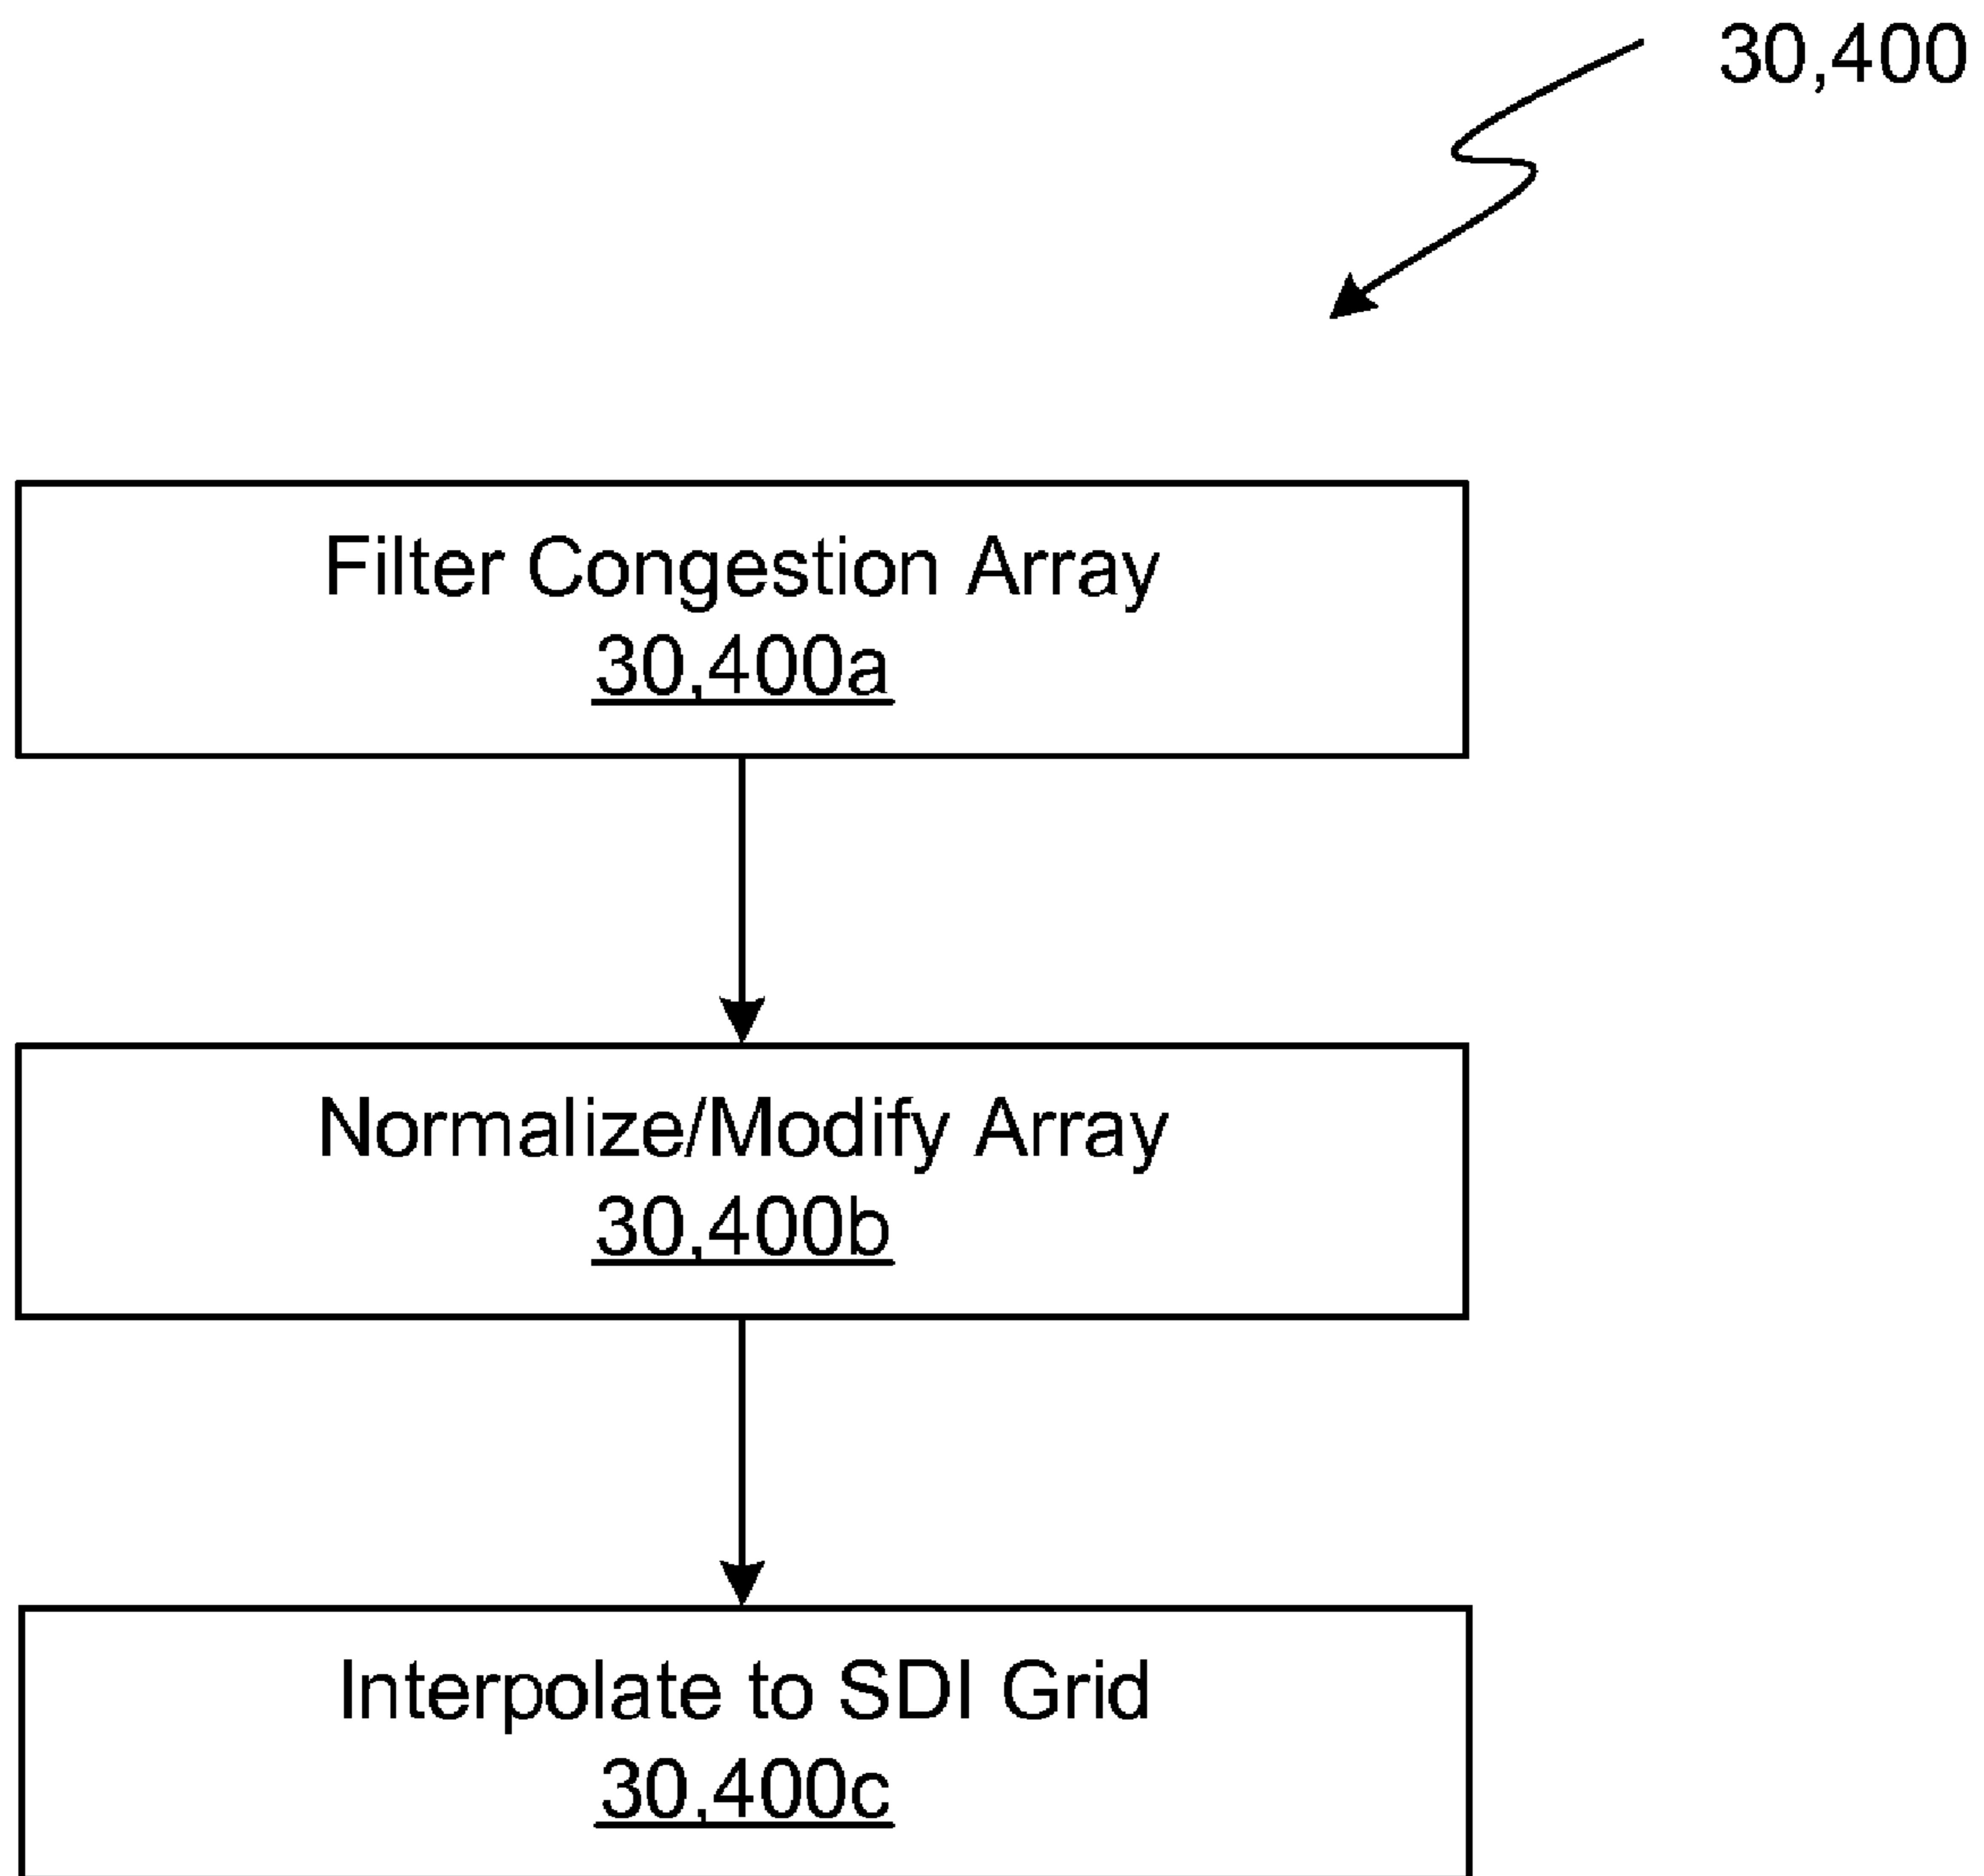 30,400
Filter Congestion Array
30,400a
Normalize/Modify Array
30,400b
Interpolate to SDI Grid
30,400c